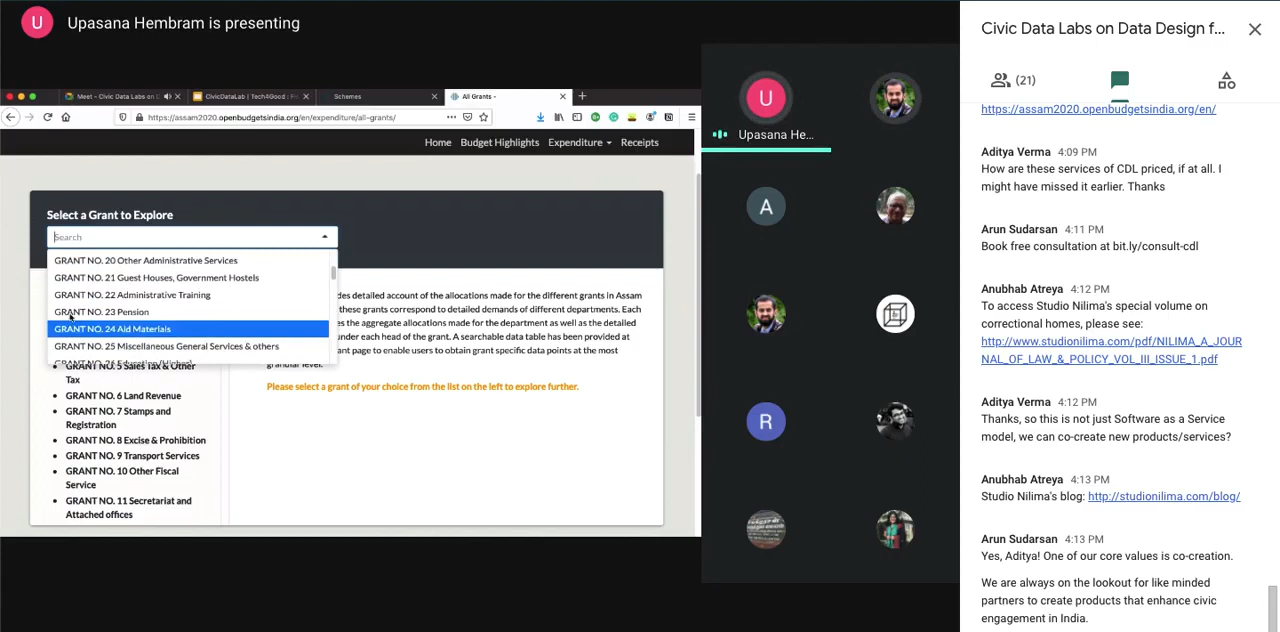 U
Upasana Hembram is presenting
Meet - Civic Data Labs on D
CivicDataLab | Tech4Good : P
Schemes
All Grants -
https://assam2020.openbudgetsindia.org/en/expenditure/all-grants/
Home
Budget Highlights
Expenditure
Receipts
Select a Grant to Explore
Search
GRANT NO. 20 Other Administrative Services
GRANT NO. 21 Guest Houses, Government Hostels
GRANT NO. 22 Administrative Training
GRANT NO. 23 Pension
GRANT NO. 24 Aid Materials
GRANT NO. 25 Miscellaneous General Services & others
GRANT NO. 26 Education (Higher)
GRANT NO. 5 Sales Tax & Other
Tax
GRANT NO. 6 Land Revenue
GRANT NO. 7 Stamps and
Registration
GRANT NO. 8 Excise & Prohibition
GRANT NO. 9 Transport Services
GRANT NO. 10 Other Fiscal
Service
GRANT NO. 11 Secretariat and
Attached offices
des detailed account of the allocations made for the different grants in Assam
these grants correspond to detailed demands of different departments. Each
es the aggregate allocations made for the department as well as the detailed
under each head of the grant. A searchable data table has been provided at
ant page to enable users to obtain grant specific data points at the most
granular level.
Please select a grant of your choice from the list on the left to explore further.
U
Upasana He...
A
R
Civic Data Labs on Data Design f...
(21)
https://assam2020.openbudgetsindia.org/en/
Aditya Verma 4:09 PM
How are these services of CDL priced, if at all. I
might have missed it earlier. Thanks
Arun Sudarsan 4:11 PM
Book free consultation at bit.ly/consult-cdl
Anubhab Atreya 4:12 PM
To access Studio Nilima's special volume on
correctional homes, please see:
http://www.studionilima.com/pdf/NILIMA_A_JOUR
NAL_OF_LAW_&_POLICY_VOL_III_ISSUE_1.pdf
Aditya Verma 4:12 PM
Thanks, so this is not just Software as a Service
model, we can co-create new products/services?
Anubhab Atreya 4:13 PM
Studio Nilima's blog: http://studionilima.com/blog/
Arun Sudarsan 4:13 PM
Yes, Aditya! One of our core values is co-creation.
We are always on the lookout for like minded
partners to create products that enhance civic
engagement in India.